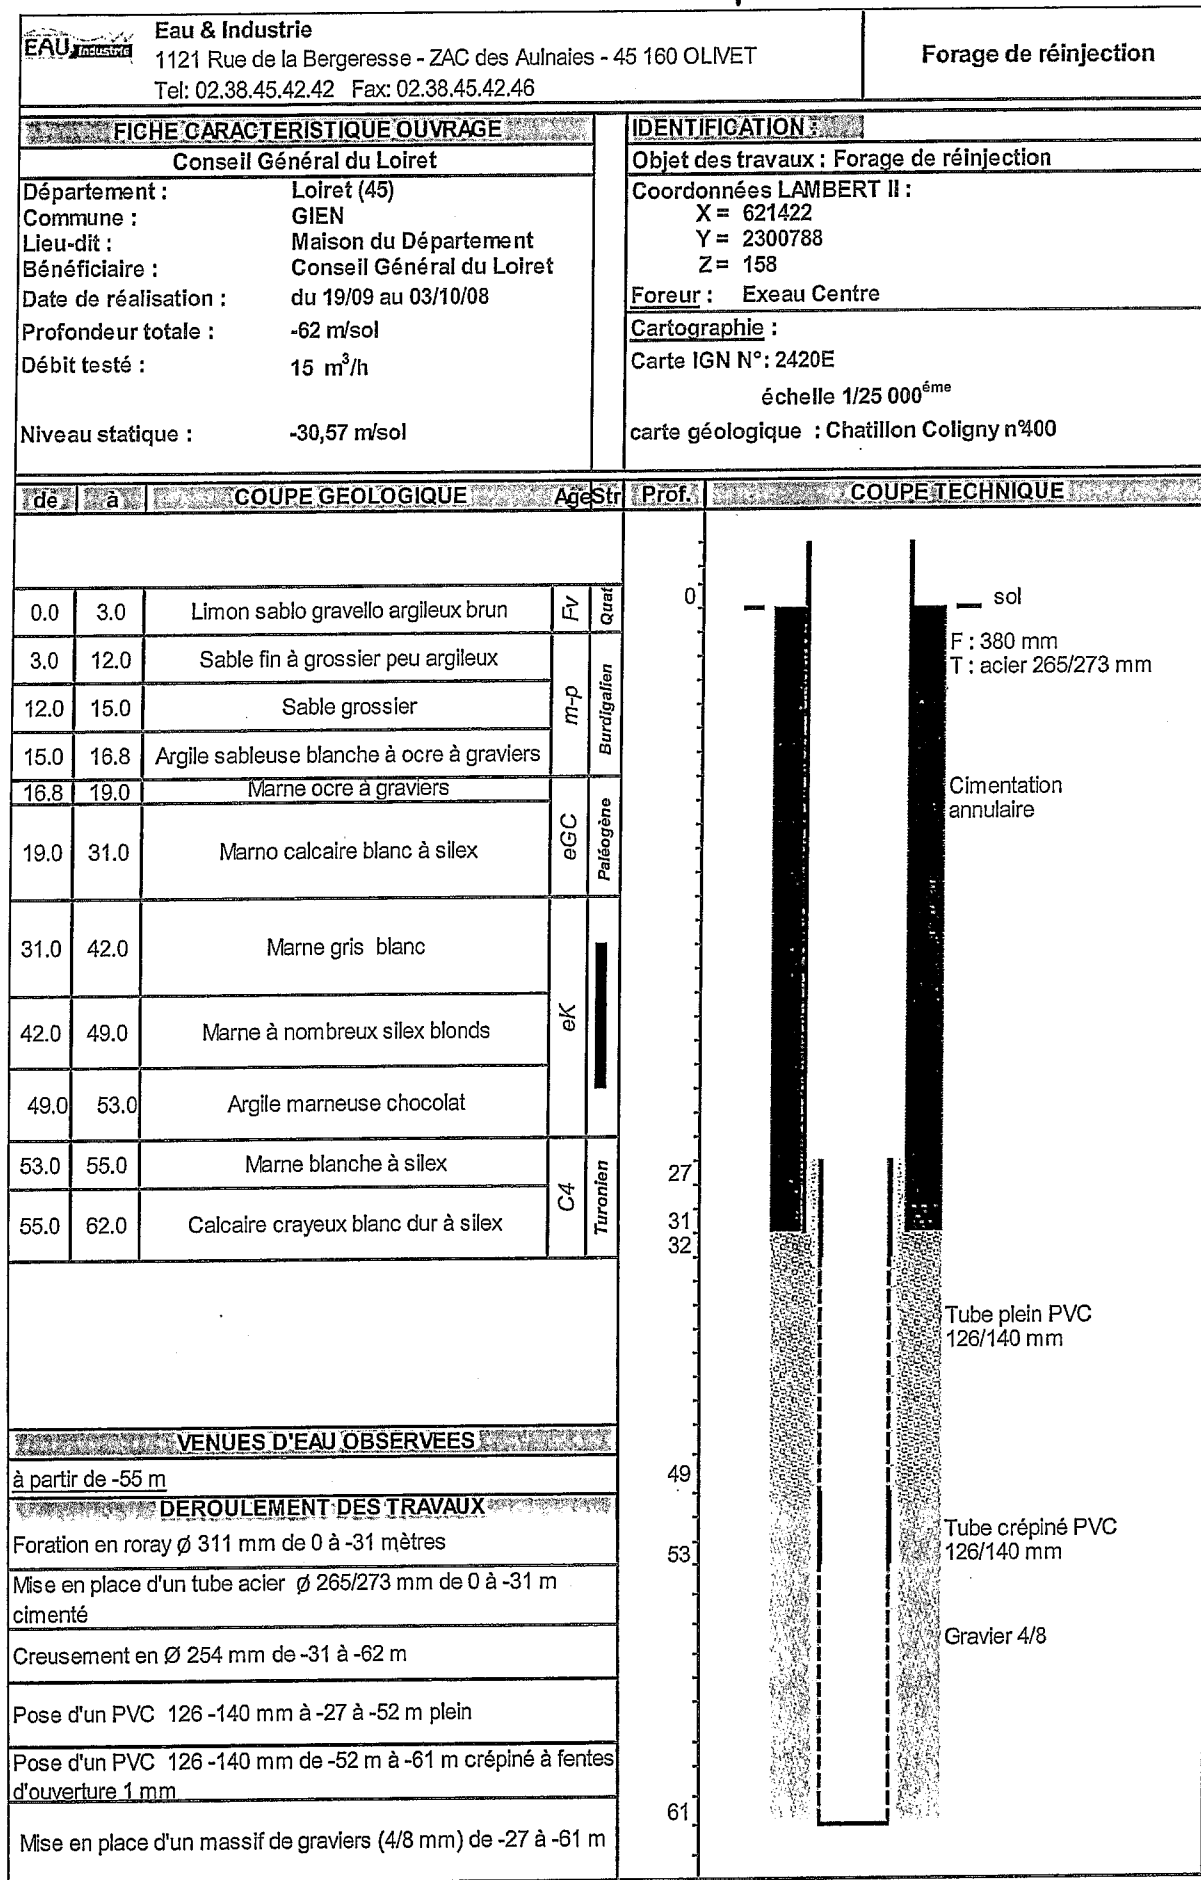 EAU Industrie
Eau & Industrie
1121 Rue de la Bergeresse - ZAC des Aulnaies - 45 160 OLIVET
Tel: 02.38.45.42.42 Fax: 02.38.45.42.46
Forage de réinjection
FICHE CARACTERISTIQUE OUVRAGE
Conseil Général du Loiret
Département : Loiret (45)
Commune : GIEN
Lieu-dit : Maison du Département
Bénéficiaire : Conseil Général du Loiret
Date de réalisation : du 19/09 au 03/10/08
Profondeur totale : -62 m/sol
Débit testé : 15 m³/h
Niveau statique : -30,57 m/sol
IDENTIFICATION :
Objet des travaux : Forage de réinjection
Coordonnées LAMBERT II :
X = 621422
Y = 2300788
Z = 158
Foreur : Exeau Centre
Cartographie :
Carte IGN N° : 2420E
échelle 1/25 000éme
carte géologique : Chatillon Coligny n°400
de à COUPE GEOLOGIQUE Age Str
0.0 3.0 Limon sablo gravello argileux brun Fv Quat
3.0 12.0 Sable fin à grossier peu argileux
12.0 15.0 Sable grossier m-p Burdigalien
15.0 16.8 Argile sableuse blanche à ocre à graviers
16.8 19.0 Marne ocre à graviers
19.0 31.0 Marno calcaire blanc à silex eGC Paléogène
31.0 42.0 Marne gris blanc
42.0 49.0 Marne à nombreux silex blonds eK
49.0 53.0 Argile marneuse chocolat
53.0 55.0 Marne blanche à silex
55.0 62.0 Calcaire crayeux blanc dur à silex C4 Turonien
VENUES D'EAU OBSERVEES
à partir de -55 m
DEROULEMENT DES TRAVAUX
Foration en roray Ø 311 mm de 0 à -31 mètres
Mise en place d'un tube acier Ø 265/273 mm de 0 à -31 m
cimenté
Creusement en Ø 254 mm de -31 à -62 m
Pose d'un PVC 126 -140 mm à -27 à -52 m plein
Pose d'un PVC 126 -140 mm de -52 m à -61 m crépiné à fentes
d'ouverture 1 mm
Mise en place d'un massif de graviers (4/8 mm) de -27 à -61 m
Prof. COUPE TECHNIQUE
0 sol
F : 380 mm
T : acier 265/273 mm
Cimentation
annulaire
27
31
32
Tube plein PVC
126/140 mm
49
Tube crépiné PVC
126/140 mm
53
Gravier 4/8
61